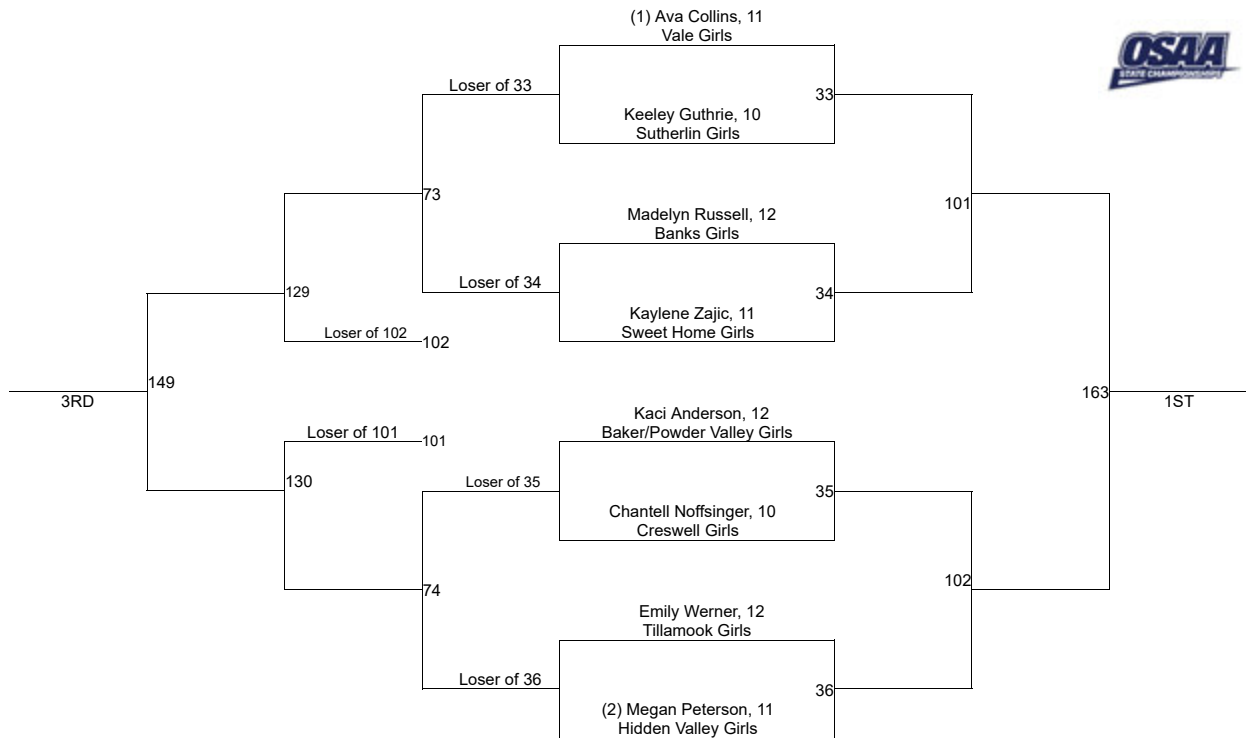 (1) Ava Collins, 11
Vale Girls
OSAA
STATE CHAMPIONSHIPS
Loser of 33
33
Keeley Guthrie, 10
Sutherlin Girls
73
101
Madelyn Russell, 12
Banks Girls
Loser of 34
34
129
Kaylene Zajic, 11
Sweet Home Girls
Loser of 102
102
149
3RD
163
1ST
Kaci Anderson, 12
Baker/Powder Valley Girls
Loser of 101
101
130
Loser of 35
35
Chantell Noffsinger, 10
Creswell Girls
74
102
Emily Werner, 12
Tillamook Girls
Loser of 36
36
(2) Megan Peterson, 11
Hidden Valley Girls